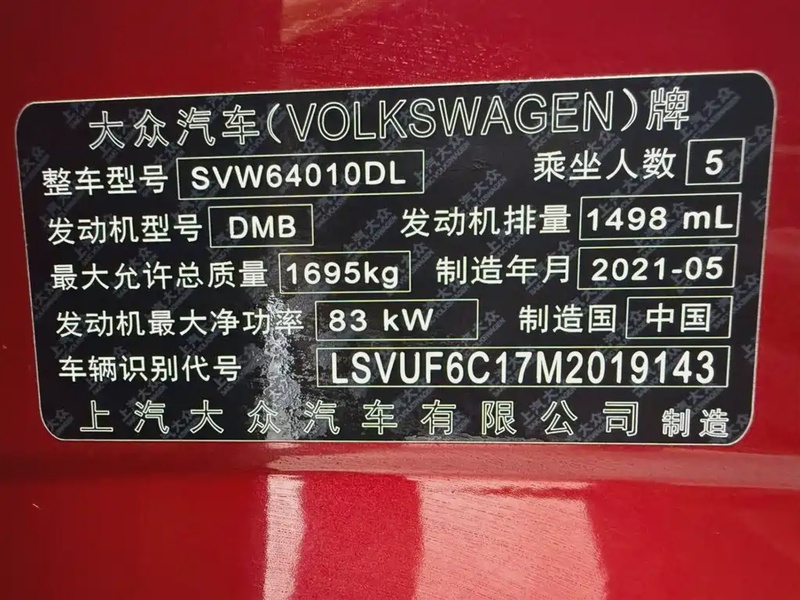 大众汽车(VOLKSWAGEN)牌
整车型号 SVW64010DL 乘坐人数 5
发动机型号 DMB 发动机排量 1498 mL
最大允许总质量 1695kg 制造年月 2021-05
发动机最大净功率 83 kW 制造国 中国
车辆识别代号 LSVUF6C17M2019143
上汽大众汽车有限公司 制造